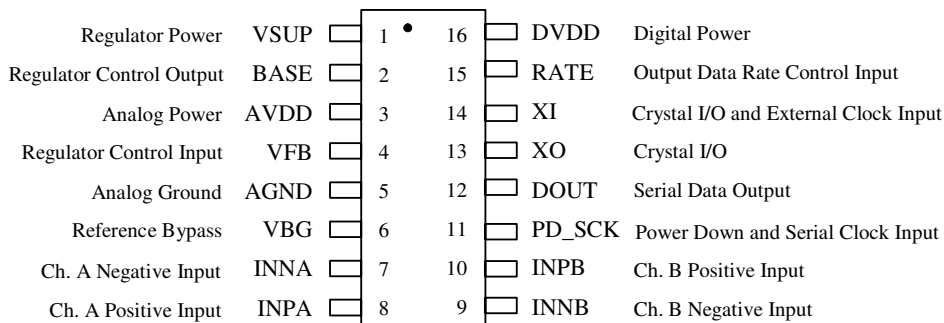 Regulator Power VSUP 1 16 DVDD Digital Power
Regulator Control Output BASE 2 15 RATE Output Data Rate Control Input
Analog Power AVDD 3 14 XI Crystal I/O and External Clock Input
Regulator Control Input VFB 4 13 XO Crystal I/O
Analog Ground AGND 5 12 DOUT Serial Data Output
Reference Bypass VBG 6 11 PD_SCK Power Down and Serial Clock Input
Ch. A Negative Input INNA 7 10 INPB Ch. B Positive Input
Ch. A Positive Input INPA 8 9 INNB Ch. B Negative Input